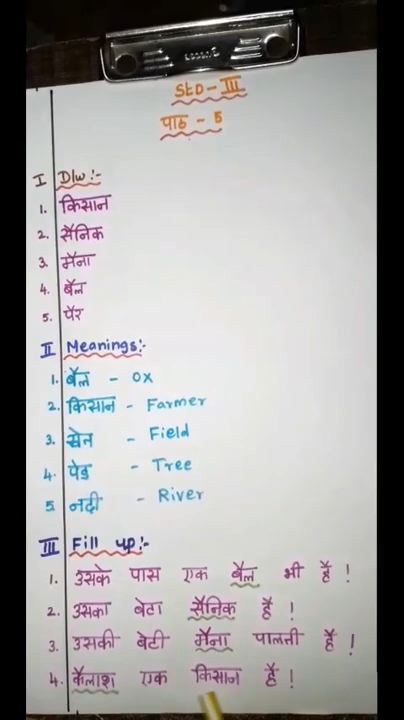 STD - III
पाठ - 5
I D/w :-
1. किसान
2. सैनिक
3. मैना
4. बैल
5. पैर
II Meanings :-
1. बैल - ox
2. किसान - Farmer
3. खेन - Field
4. पेड - Tree
5. नदी - River
III Fill up :-
1. उसके पास एक बैल भी है !
2. उसका बेटा सैनिक है !
3. उसकी बेटी मैना पालती है !
4. कैलाश एक किसान है !